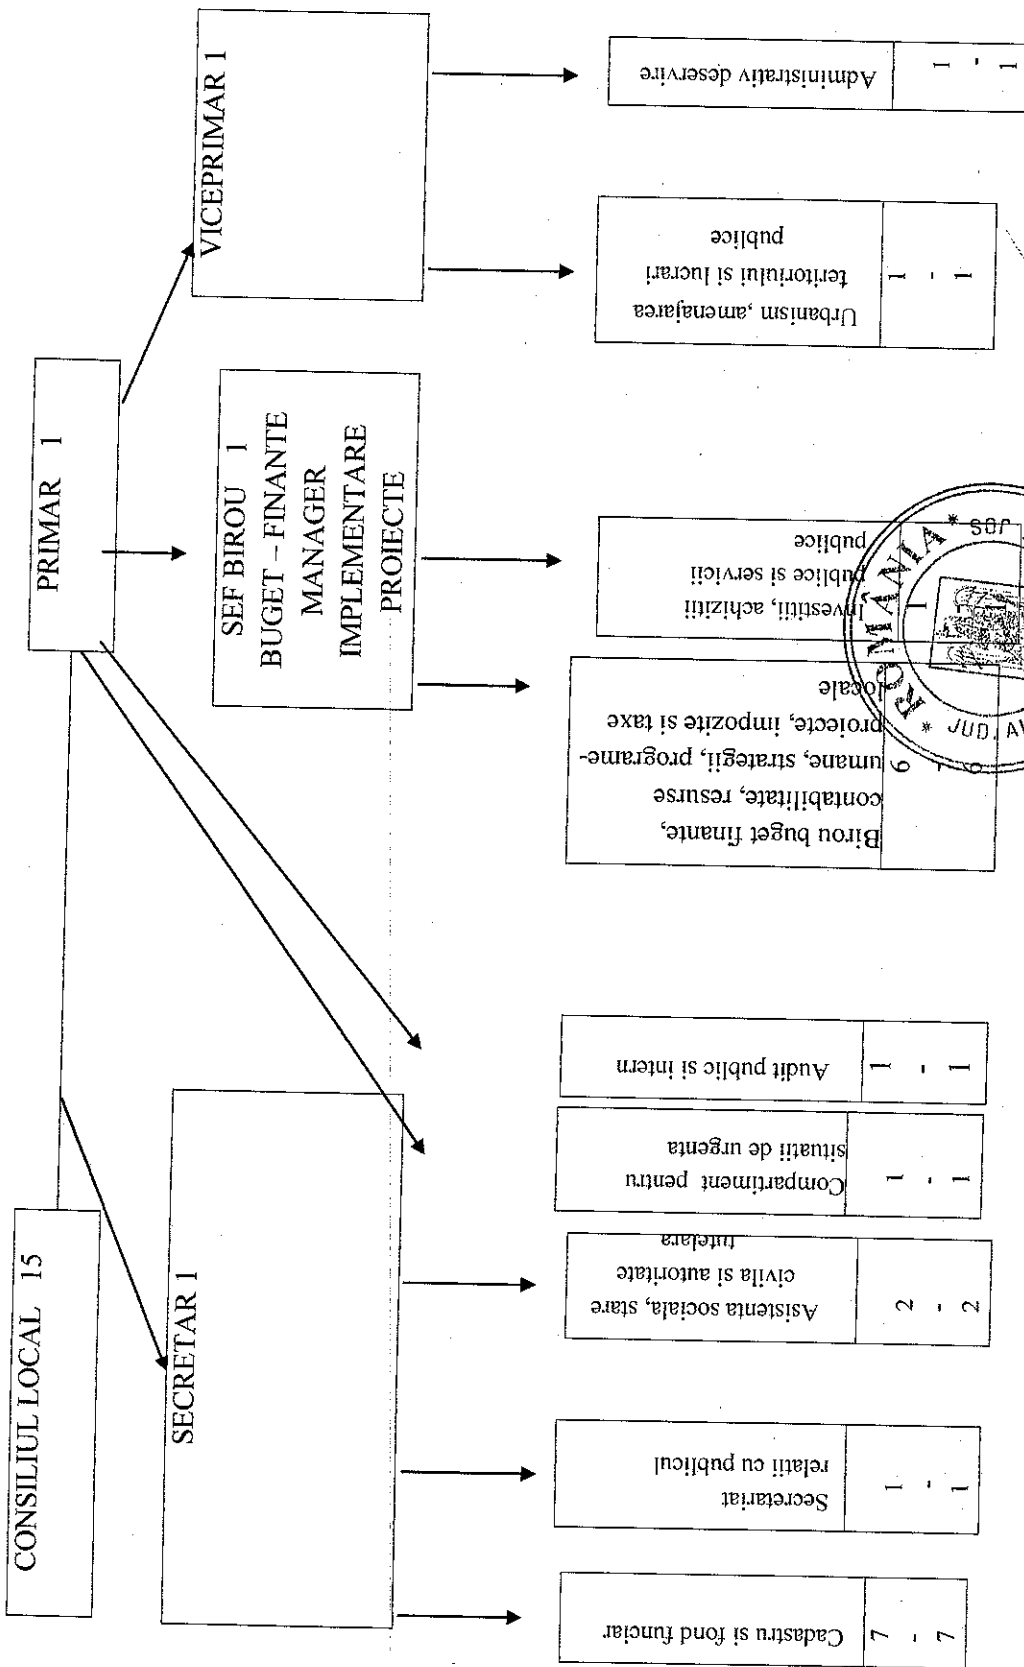 CONSILIUL LOCAL 15
PRIMAR 1
SECRETAR 1
SEF BIROU 1
BUGET – FINANTE
MANAGER
IMPLEMENTARE
PROIECTE
VICEPRIMAR 1
Cadastru si fond funciar
7
-
7
Secretariat
relatii cu publicul
1
-
1
Asistenta sociala, stare
civila si autoritate
tutelara
2
-
2
Compartiment pentru
situatii de urgenta
1
-
1
Audit public si intern
1
-
1
Birou buget finante,
contabilitate, resurse
umane, strategii, programe-
proiecte, impozite si taxe
locale
6
-
Investitii, achizitii
publice si servicii
publice
1
Urbanism, amenajarea
teritoriului si lucrari
publice
1
-
1
Administrativ deservire
1
-
1
* ROMÂNIA *
JUD.